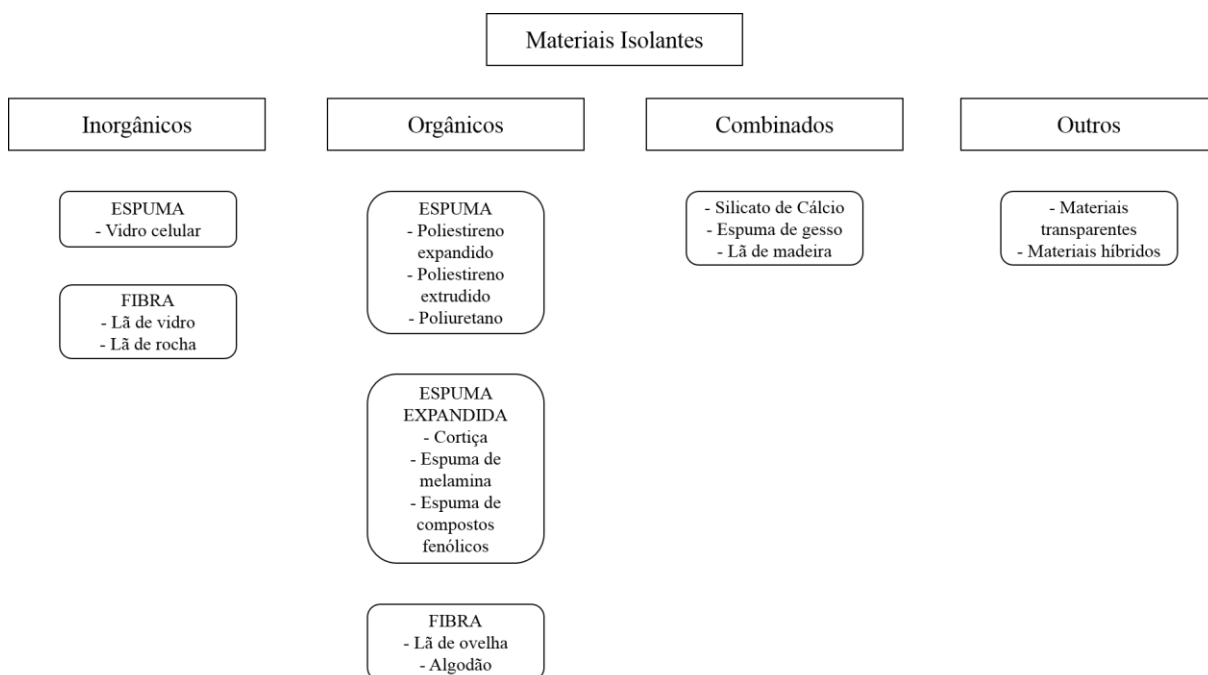 Materiais Isolantes
Inorgânicos
Orgânicos
Combinados
Outros
ESPUMA
- Vidro celular
FIBRA
- Lã de vidro
- Lã de rocha
ESPUMA
- Poliestireno
expandido
- Poliestireno
extrudido
- Poliuretano
ESPUMA
EXPANDIDA
- Cortiça
- Espuma de
melamina
- Espuma de
compostos
fenólicos
FIBRA
- Lã de ovelha
- Algodão
- Silicato de Cálcio
- Espuma de gesso
- Lã de madeira
- Materiais
transparentes
- Materiais híbridos